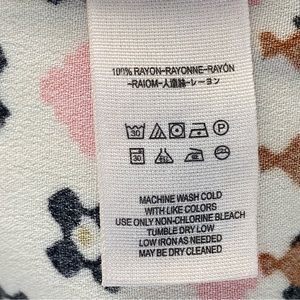 100% RAYON-RAYONNE-RAYÓN
-RAIOM-人造絲-レーヨン
30 P
30
MACHINE WASH COLD
WITH LIKE COLORS
USE ONLY NON-CHLORINE BLEACH
TUMBLE DRY LOW
LOW IRON AS NEEDED
MAY BE DRY CLEANED